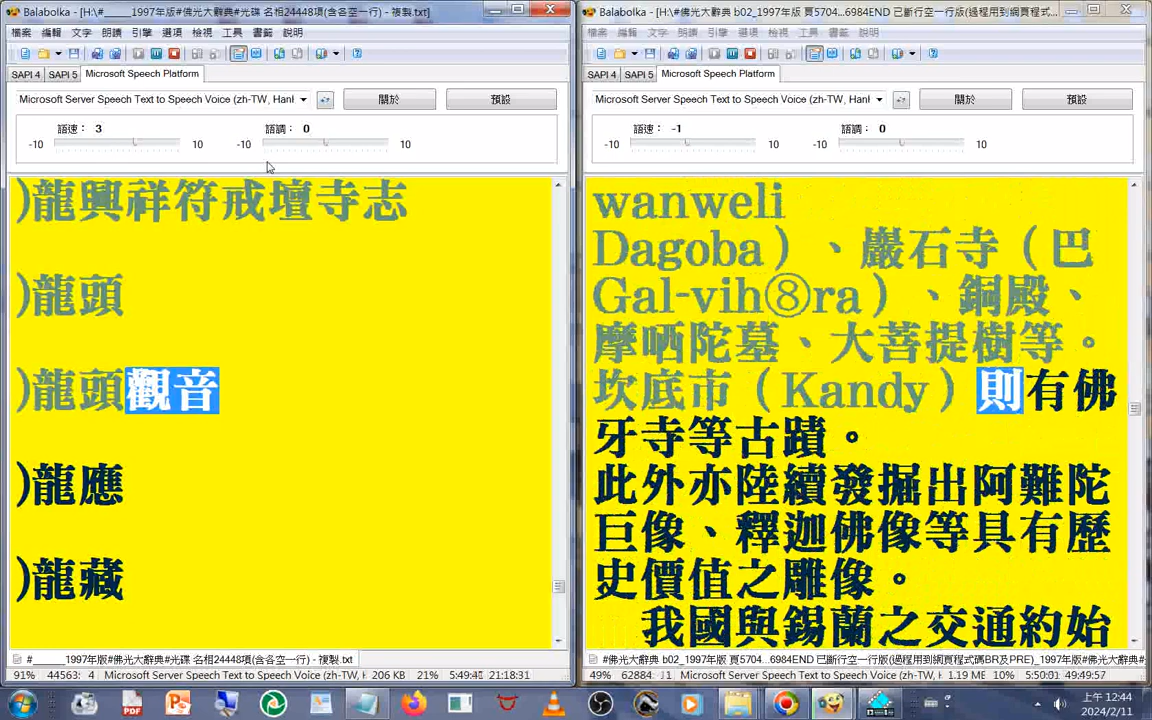 Balabolka - [H:\#_____1997年版#佛光大辭典#光碟 名相24448項(含各空一行) - 複製.txt]
檔案 編輯 文字 朗讀 引擎 選項 檢視 工具 書籤 說明
SAPI 4 SAPI 5 Microsoft Speech Platform
Microsoft Server Speech Text to Speech Voice (zh-TW, Hanl
關於 預設
語速： 3 語調： 0
-10 10 -10 10
)龍興祥符戒壇寺志
)龍頭
)龍頭觀音
)龍應
)龍藏
#_____1997年版#佛光大辭典#光碟 名相24448項(含各空一行) - 複製.txt
91% 44563: 4 Microsoft Server Speech Text to Speech Voice (zh-TW, H 206 KB 21% 5:49:4 21:18:31
Balabolka - [H:\#佛光大辭典 b02_1997年版 頁5704...6984END 已斷行空一行版(過程用到網頁程式...
檔案 編輯 文字 朗讀 引擎 選項 檢視 工具 書籤 說明
SAPI 4 SAPI 5 Microsoft Speech Platform
Microsoft Server Speech Text to Speech Voice (zh-TW, Hanl
關於 預設
語速： -1 語調： 0
-10 10 -10 10
wanweli
Dagoba）、巖石寺（巴
Gal-vih⑧ra）、銅殿、
摩哂陀墓、大菩提樹等。
坎底市（Kandy）則有佛
牙寺等古蹟。
此外亦陸續發掘出阿難陀
巨像、釋迦佛像等具有歷
史價值之雕像。
我國與錫蘭之交通約始
#佛光大辭典 b02_1997年版 頁5704...6984END 已斷行空一行版(過程用到網頁程式碼BR及PRE)_1997年版#佛光大辭典#
49% 62884 Microsoft Server Speech Text to Speech Voice (zh-TW, H 1.19 ME 10% 5:50:0 49:49:57
上午 12:44
2024/2/11